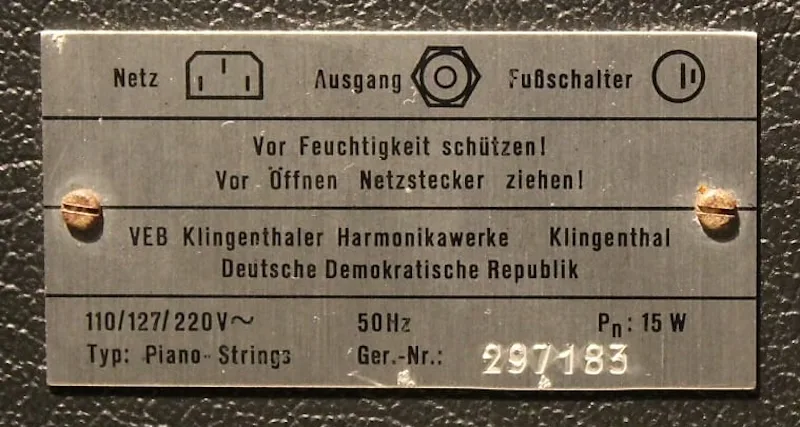 Netz Ausgang Fußschalter
Vor Feuchtigkeit schützen!
Vor Öffnen Netzstecker ziehen!
VEB Klingenthaler Harmonikawerke Klingenthal
Deutsche Demokratische Republik
110/127/220V~ 50Hz Pn: 15 W
Typ: Piano-Strings Ger.-Nr.: 297183